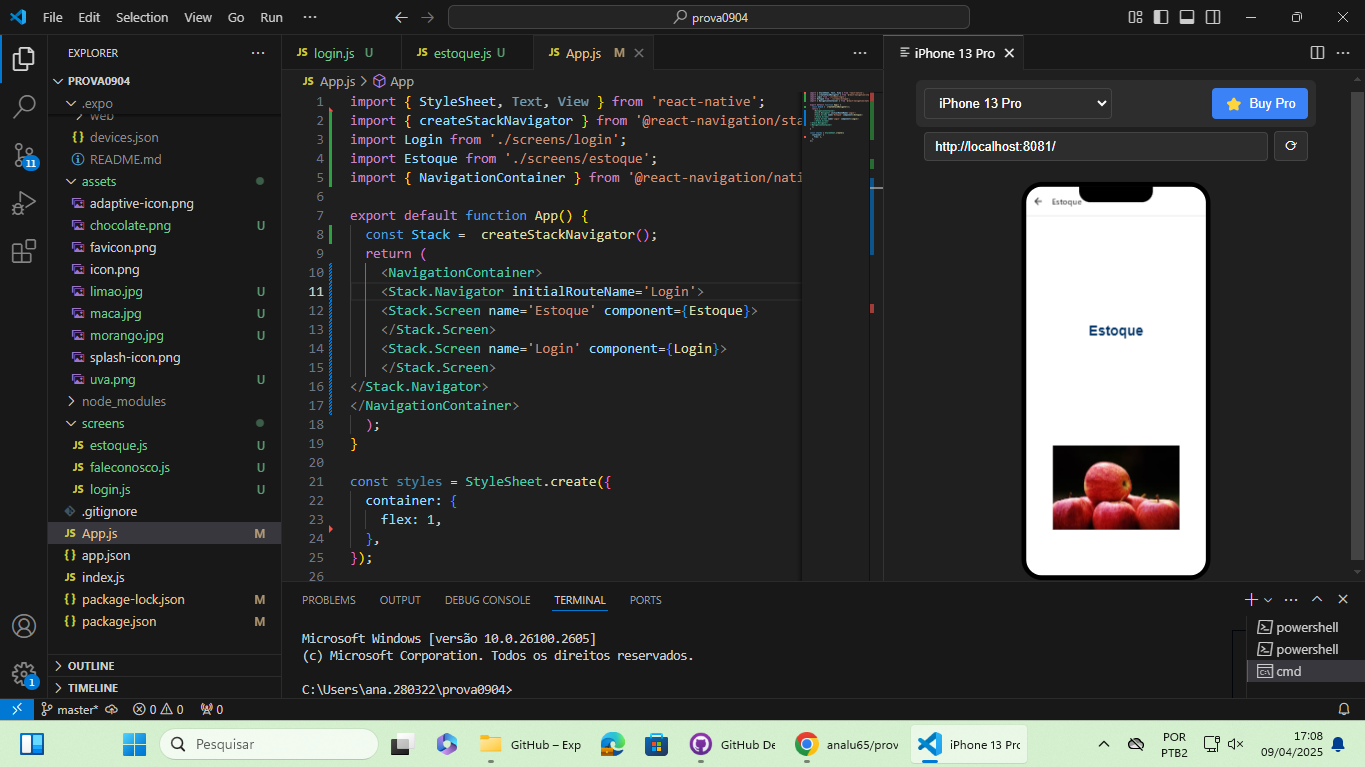 File Edit Selection View Go Run ··· prova0904
EXPLORER
PROVA0904
.expo
web
devices.json
README.md
assets
adaptive-icon.png
chocolate.png U
favicon.png
icon.png
limao.jpg U
maca.jpg U
morango.jpg U
splash-icon.png
uva.png U
node_modules
screens
estoque.js U
faleconosco.js U
login.js U
.gitignore
App.js M
app.json
index.js
package-lock.json M
package.json M
OUTLINE
TIMELINE
11
1
JS login.js U JS estoque.js U JS App.js M
JS App.js > App
1 import { StyleSheet, Text, View } from 'react-native';
2 import { createStackNavigator } from '@react-navigation/sta
3 import Login from './screens/login';
4 import Estoque from './screens/estoque';
5 import { NavigationContainer } from '@react-navigation/nati
6
7 export default function App() {
8 const Stack = createStackNavigator();
9 return (
10 <NavigationContainer>
11 <Stack.Navigator initialRouteName='Login'>
12 <Stack.Screen name='Estoque' component={Estoque}>
13 </Stack.Screen>
14 <Stack.Screen name='Login' component={Login}>
15 </Stack.Screen>
16 </Stack.Navigator>
17 </NavigationContainer>
18 );
19 }
20
21 const styles = StyleSheet.create({
22 container: {
23 flex: 1,
24 },
25 });
26
iPhone 13 Pro
iPhone 13 Pro Buy Pro
http://localhost:8081/
Estoque
Estoque
PROBLEMS OUTPUT DEBUG CONSOLE TERMINAL PORTS
Microsoft Windows [versão 10.0.26100.2605]
(c) Microsoft Corporation. Todos os direitos reservados.
C:\Users\ana.280322\prova0904>
powershell
powershell
cmd
master* 0 0 0
Pesquisar GitHub – Exp GitHub De analu65/prov iPhone 13 Prc
POR
PTB2
17:08
09/04/2025